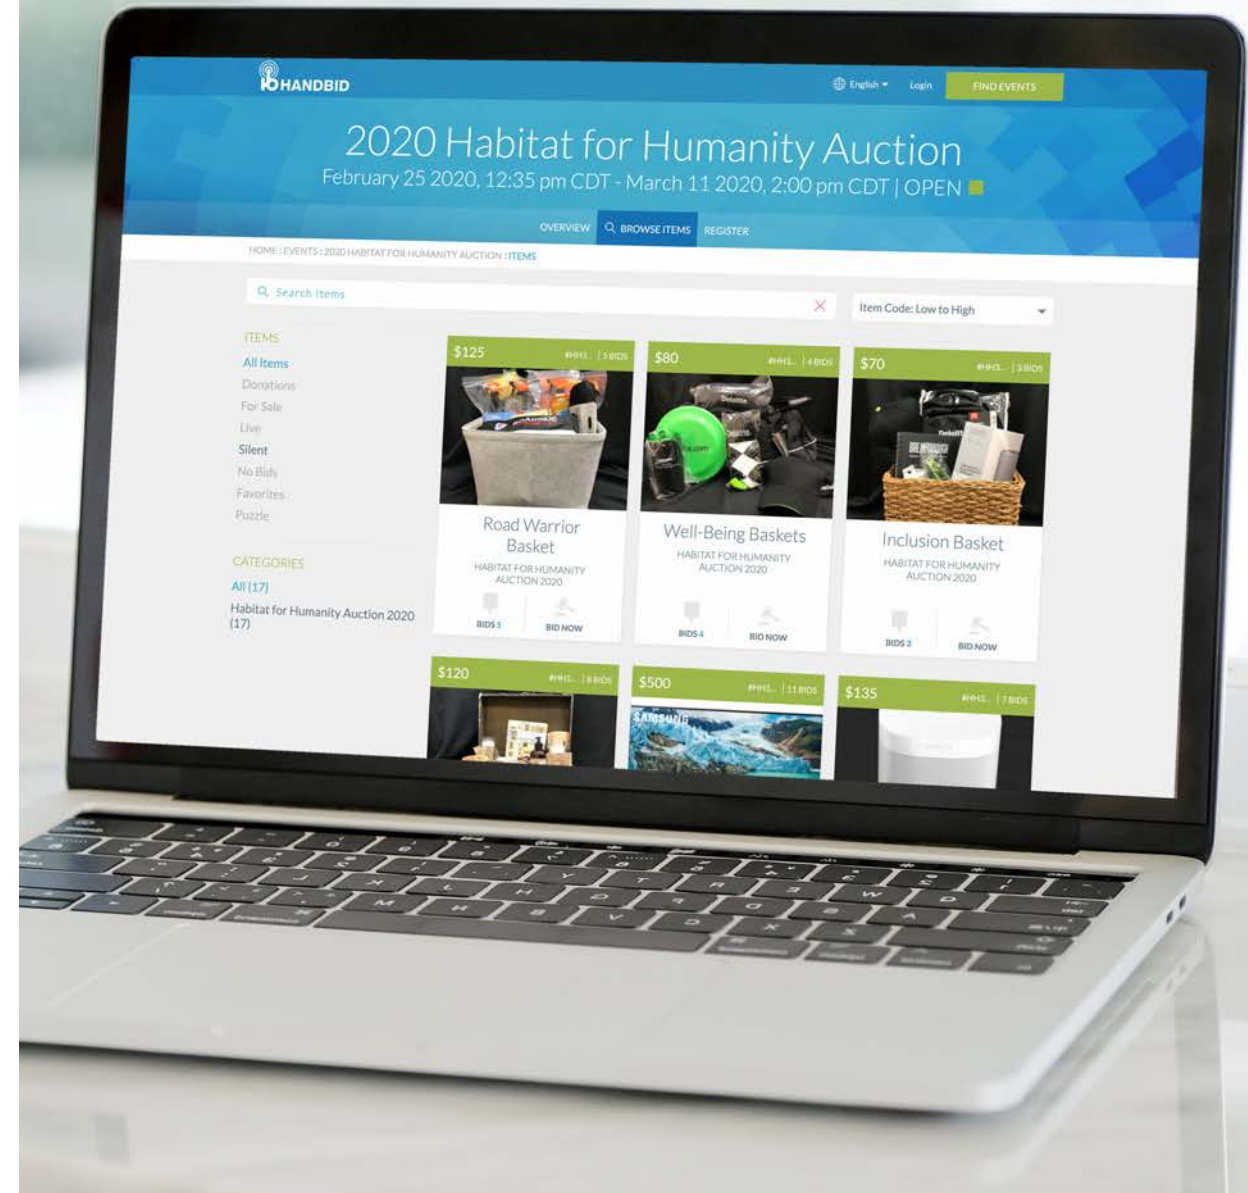 HANDBID
English
Login
FIND EVENTS
2020 Habitat for Humanity Auction
February 25 2020, 12:35 pm CDT - March 11 2020, 2:00 pm CDT | OPEN
OVERVIEW
BROWSE ITEMS
REGISTER
HOME : EVENTS : 2020 HABITAT FOR HUMANITY AUCTION : ITEMS
Search Items
Item Code: Low to High
ITEMS
All Items
Donations
For Sale
Live
Silent
No Bids
Favorites
Puzzle
CATEGORIES
All (17)
Habitat for Humanity Auction 2020
(17)
$125 | 5 BIDS
Road Warrior
Basket
HABITAT FOR HUMANITY
AUCTION 2020
BIDS 5
BID NOW
$80 | 4 BIDS
Deloitte
Well-Being Baskets
HABITAT FOR HUMANITY
AUCTION 2020
BIDS 4
BID NOW
$70 | 3 BIDS
Deloitte
Inclusion Basket
HABITAT FOR HUMANITY
AUCTION 2020
BIDS 3
BID NOW
$120 | 8 BIDS
$500 | 11 BIDS
SAMSUNG
$135 | 7 BIDS